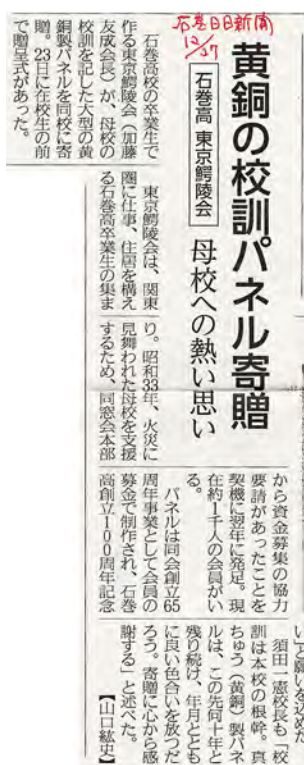 石巻日日新聞
12/27
黄銅の校訓パネル寄贈
石巻高 東京鰐陵会
母校への熱い思い
石巻高校の卒業生で
作る東京鰐陵会（加藤
友成会長）が、母校の
校訓を記した大型の黄
銅製パネルを同校に寄
贈。23日に在校生の前
で贈呈式があった。
東京鰐陵会は、関東
圏に仕事、住居を構え
る石巻高卒業生の集ま
り。昭和33年、火災に
見舞われた母校を支援
するため、同窓会本部
から資金募集の協力
要請があったことを
契機に翌年に発足。現
在約1千人の会員がい
る。
パネルは同会創立65
周年事業として会員の
募金で制作され、石巻
高創立100周年記念
い」と願いを込めた。
須田一憲校長も「校
訓は本校の根幹。真
ちゅう（黄銅）製パネ
ルは、この先何十年と
残り続け、年月ととも
に良い色合いを放つだ
ろう。寄贈に心から感
謝する」と述べた。
【山口紘史】